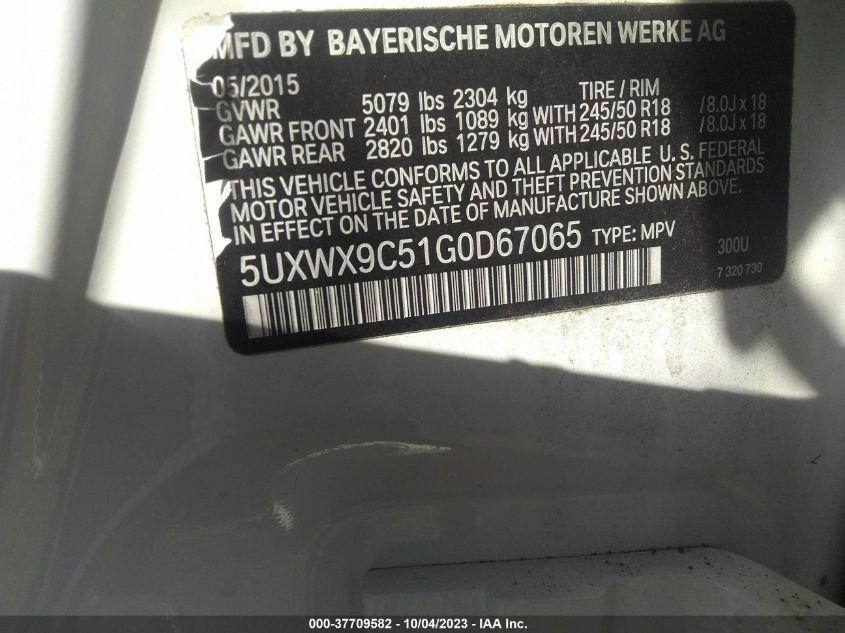 MFD BY BAYERISCHE MOTOREN WERKE AG
05/2015 TIRE / RIM
GVWR 5079 lbs 2304 kg
GAWR FRONT 2401 lbs 1089 kg WITH 245/50 R18 / 8.0J x 18
GAWR REAR 2820 lbs 1279 kg WITH 245/50 R18 / 8.0J x 18
THIS VEHICLE CONFORMS TO ALL APPLICABLE U. S. FEDERAL
MOTOR VEHICLE SAFETY AND THEFT PREVENTION STANDARDS
IN EFFECT ON THE DATE OF MANUFACTURE SHOWN ABOVE.
5UXWX9C51G0D67065 TYPE: MPV 300U
7 320 730
000-37709582 - 10/04/2023 - IAA Inc.